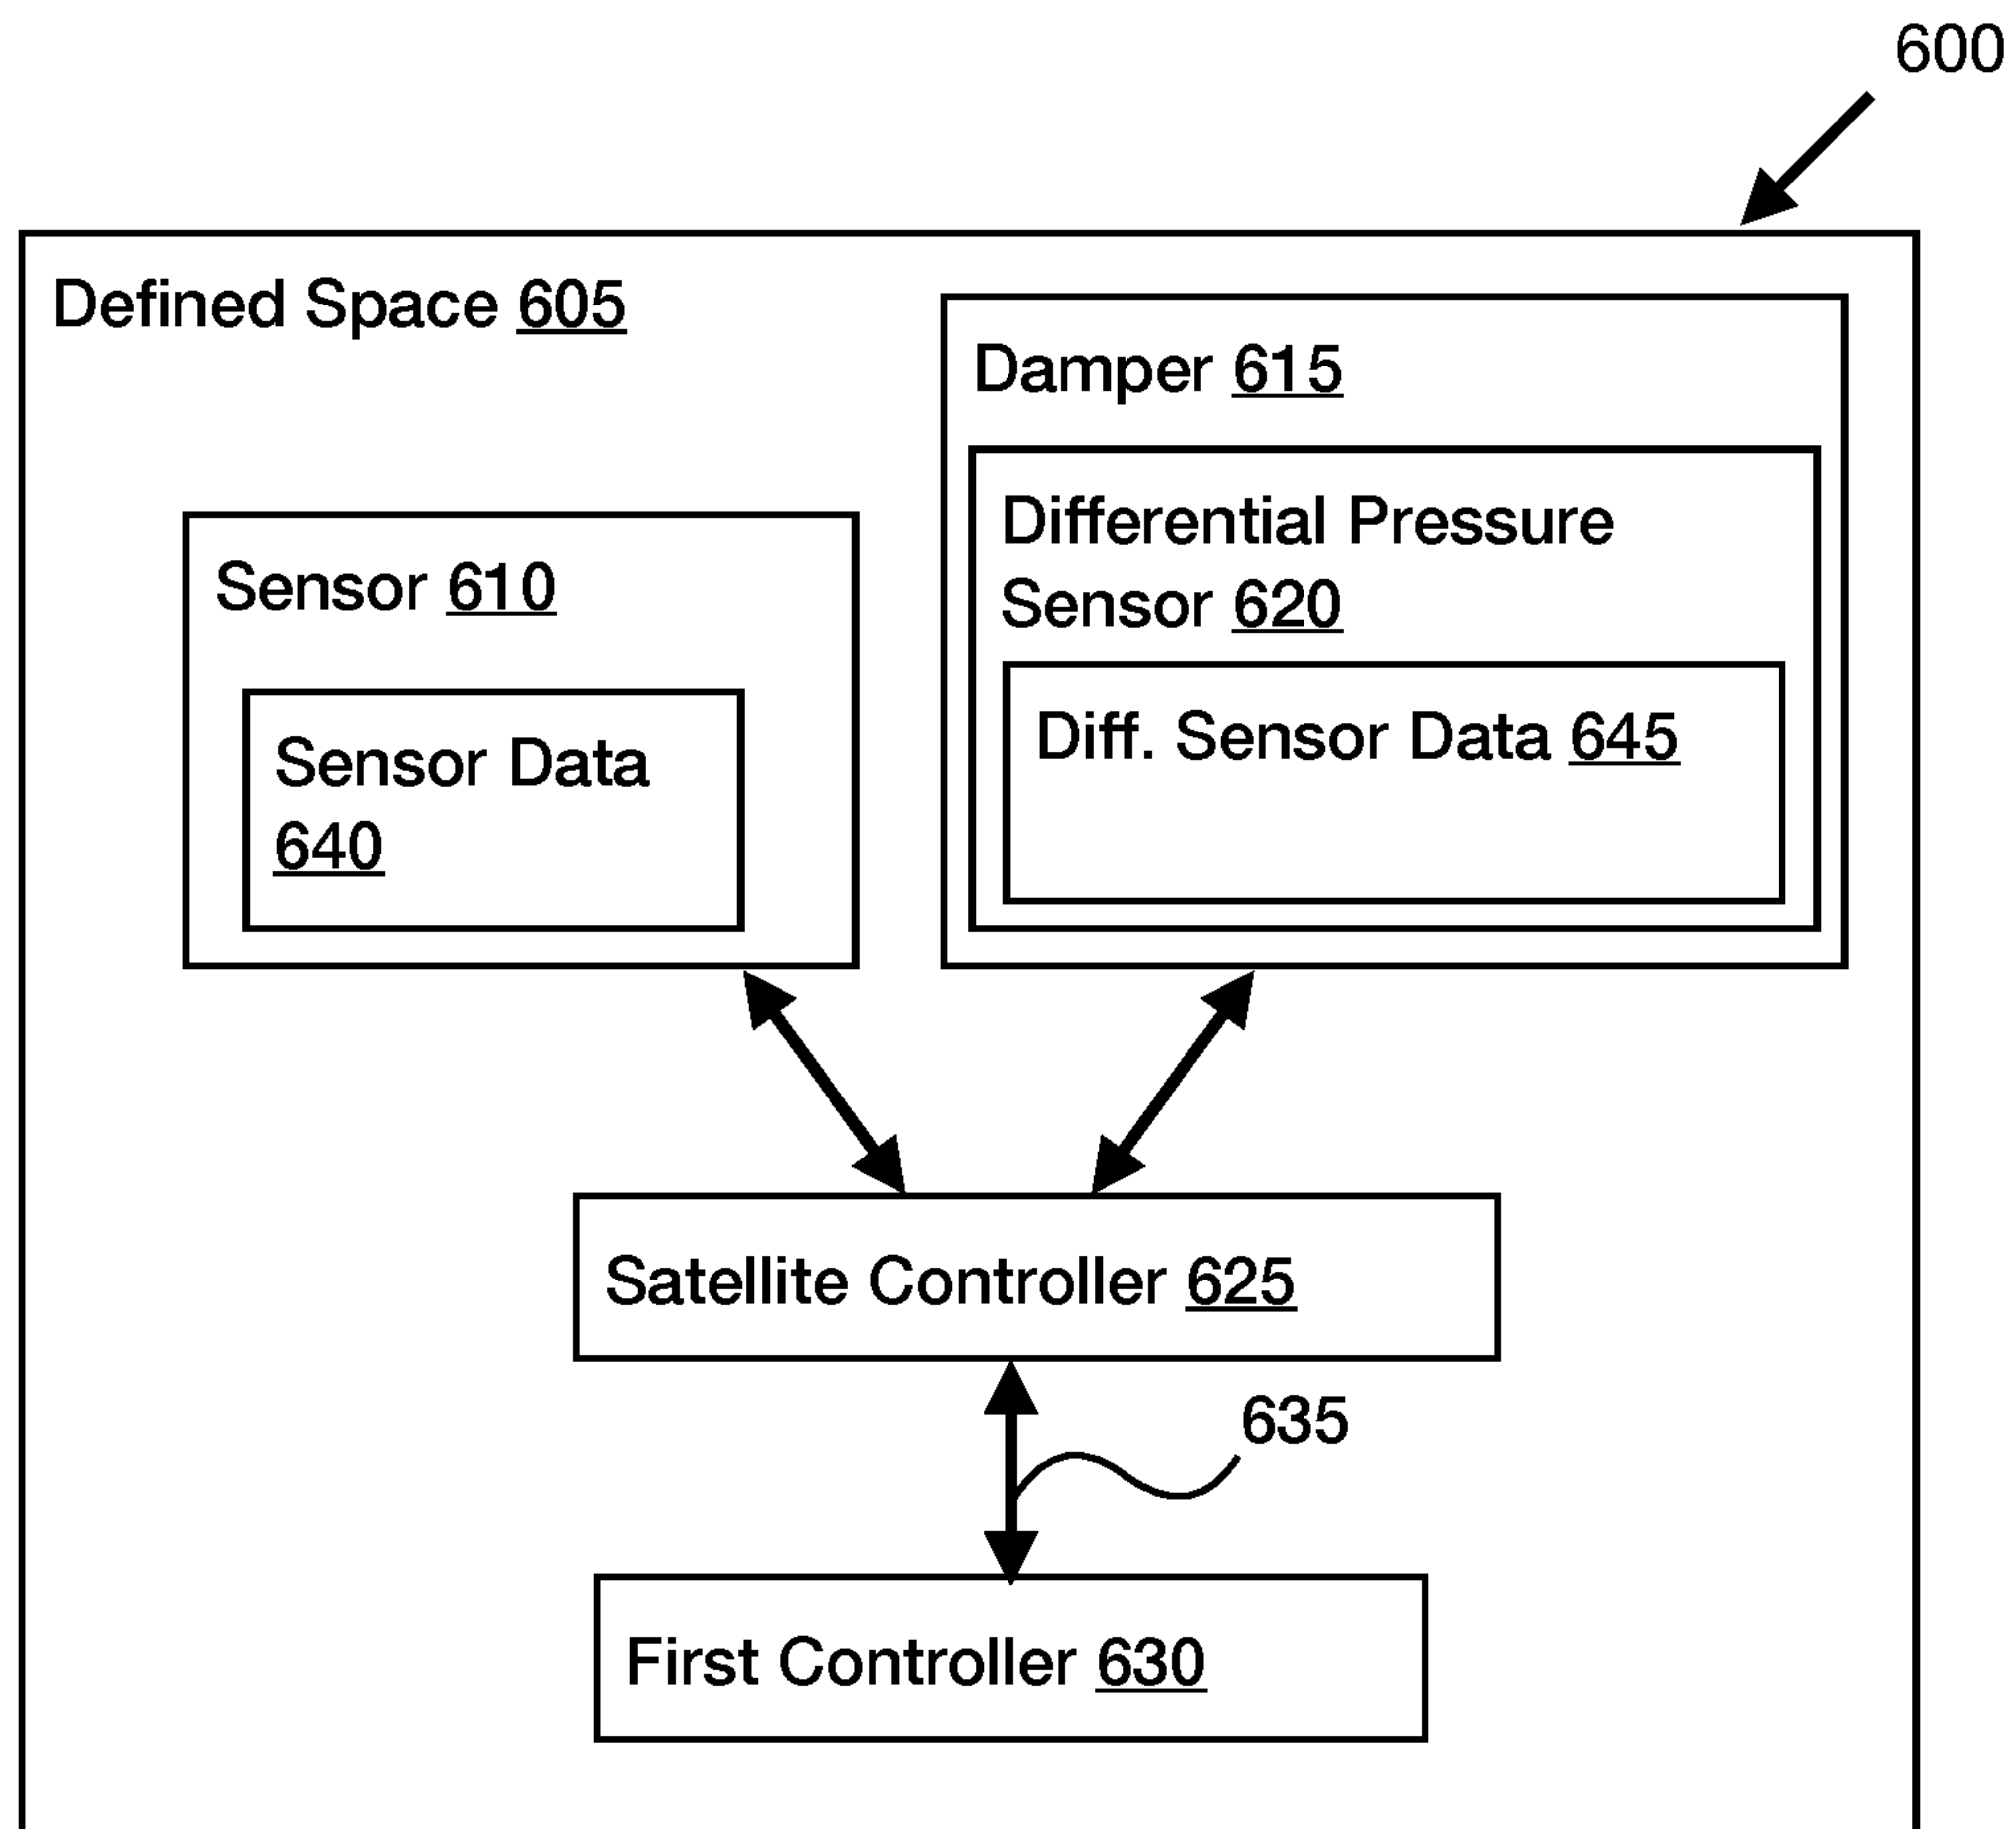 600
Defined Space 605
Damper 615
Differential Pressure
Sensor 620
Diff. Sensor Data 645
Sensor 610
Sensor Data
640
Satellite Controller 625
635
First Controller 630